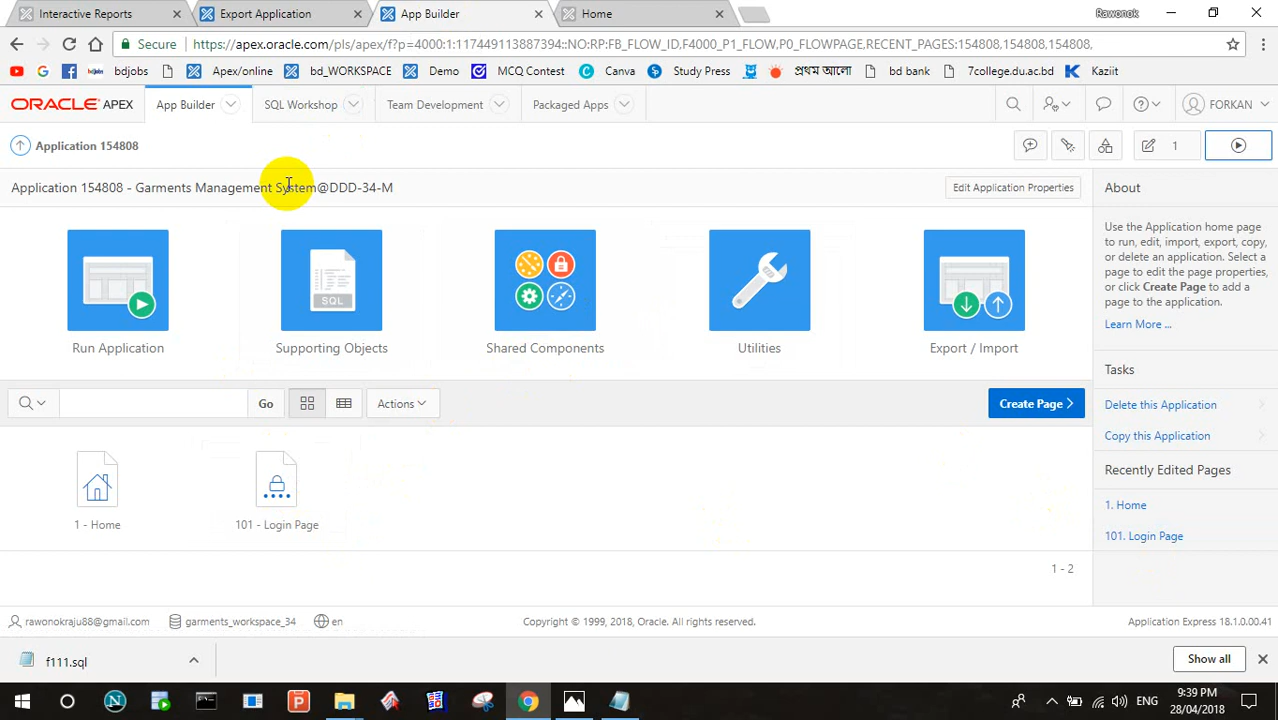 Interactive Reports
Export Application
App Builder
Home
Rawonok
Secure
https://apex.oracle.com/pls/apex/f?p=4000:1:117449113887394::NO:RP:FB_FLOW_ID,F4000_P1_FLOW,P0_FLOWPAGE,RECENT_PAGES:154808,154808,154808,
bdjobs
Apex/online
bd_WORKSPACE
Demo
MCQ Contest
Canva
Study Press
প্রথম আলো
bd bank
7college.du.ac.bd
Kaziit
ORACLE APEX
App Builder
SQL Workshop
Team Development
Packaged Apps
FORKAN
Application 154808
1
Application 154808 - Garments Management System@DDD-34-M
Edit Application Properties
About
Use the Application home page
to run, edit, import, export, copy,
or delete an application. Select a
page to edit the page properties,
or click Create Page to add a
page to the application.
Learn More ...
SQL
Run Application
Supporting Objects
Shared Components
Utilities
Export / Import
Tasks
Go
Actions
Create Page
Delete this Application
Copy this Application
Recently Edited Pages
1. Home
101. Login Page
1 - Home
101 - Login Page
1 - 2
rawonokraju88@gmail.com
garments_workspace_34
en
Copyright © 1999, 2018, Oracle. All rights reserved.
Application Express 18.1.0.00.41
f111.sql
Show all
ENG
9:39 PM
28/04/2018